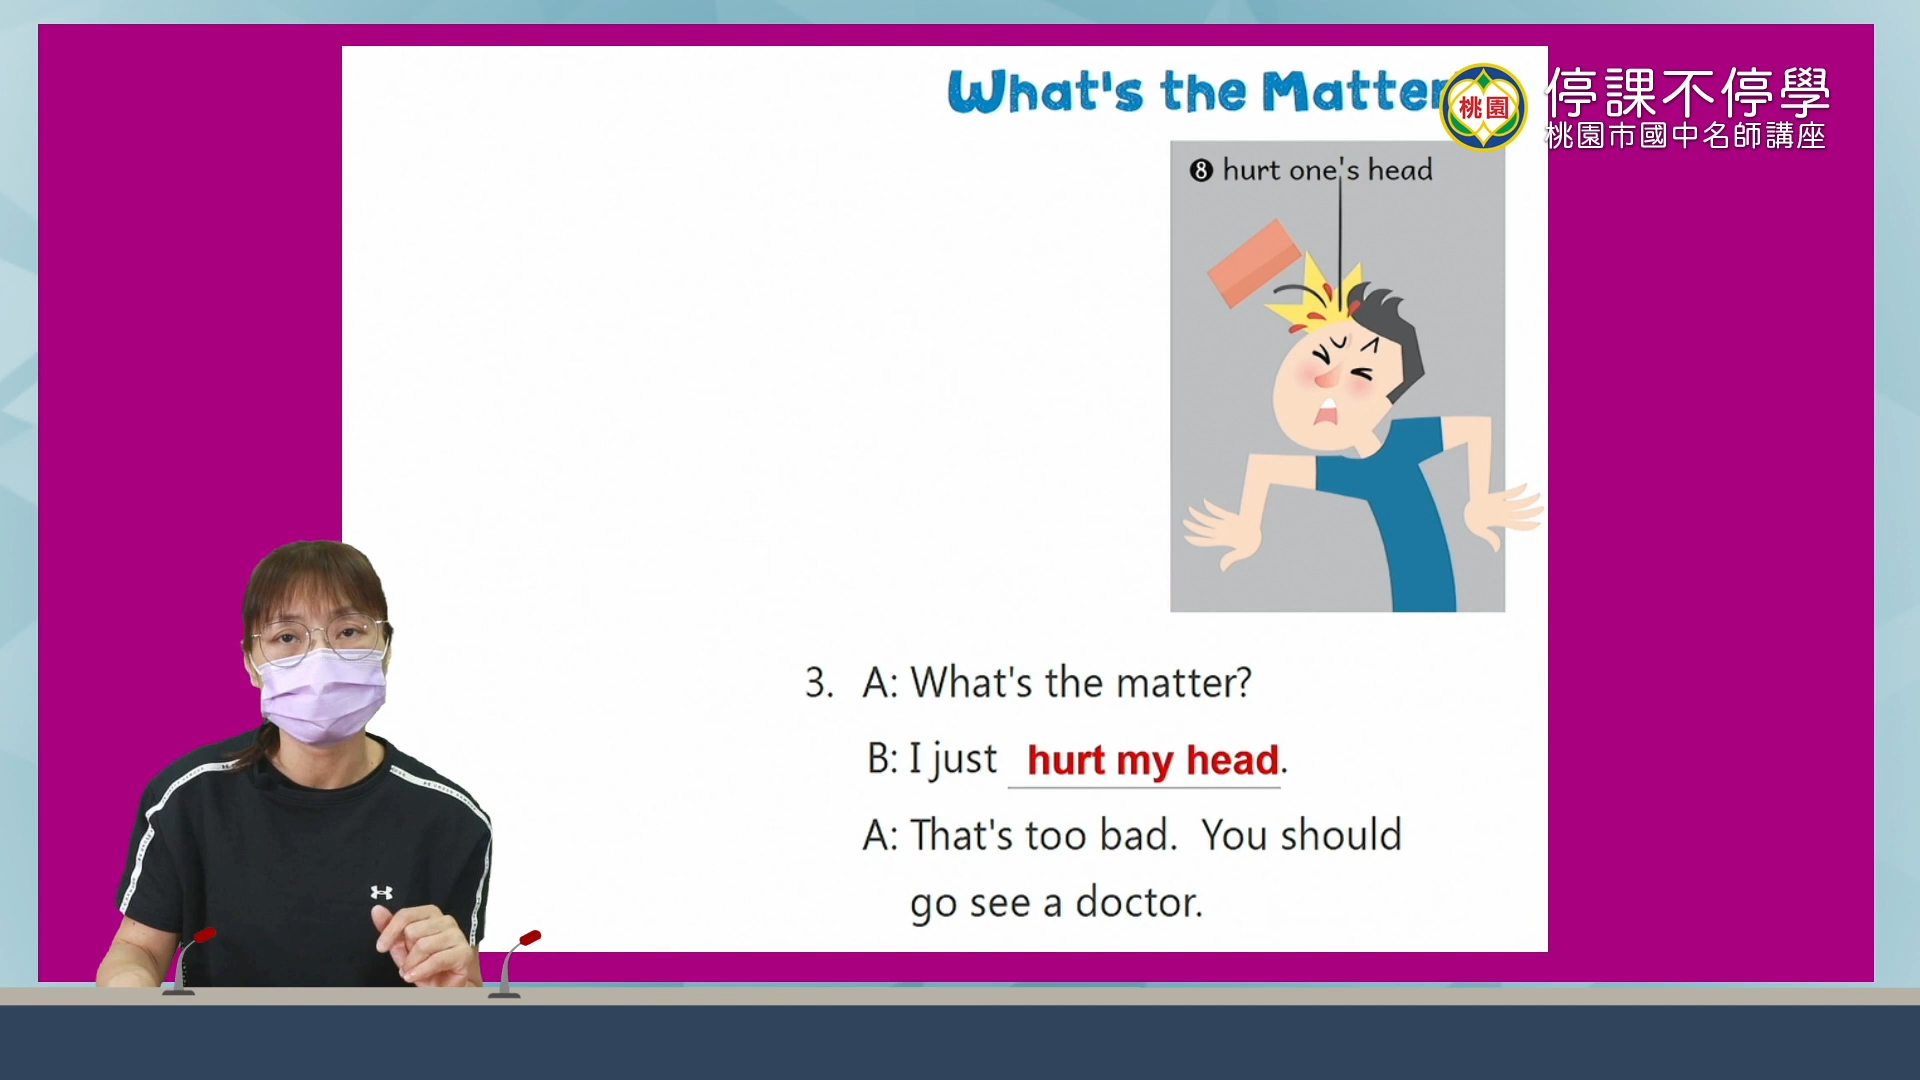 What's the Matter
桃園
停課不停學
桃園市國中名師講座
❽ hurt one's head
3. A: What's the matter?
B: I just hurt my head.
A: That's too bad. You should
go see a doctor.